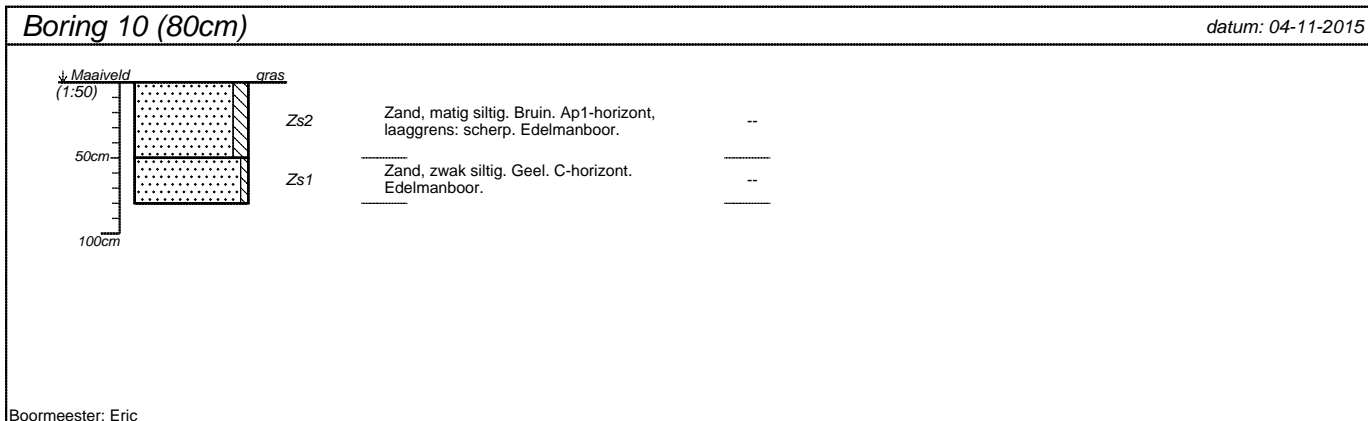 Boring 10 (80cm)
datum: 04-11-2015
Maaiveld
gras
(1:50)
Zs2
Zand, matig siltig. Bruin. Ap1-horizont,
laaggrens: scherp. Edelmanboor.
--
50cm
Zs1
Zand, zwak siltig. Geel. C-horizont.
Edelmanboor.
--
100cm
Boormeester: Eric